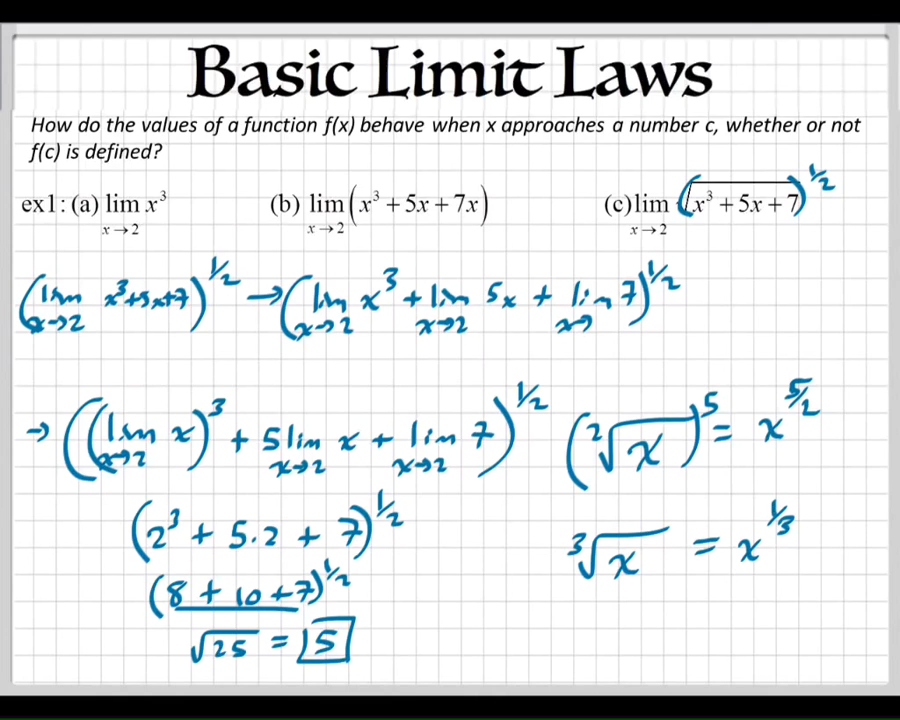 Basic Limit Laws
How do the values of a function f(x) behave when x approaches a number c, whether or not
f(c) is defined?
ex1: (a) lim x→2 x³ (b) lim x→2 (x³ + 5x + 7x) (c) lim x→2 (√x³ + 5x + 7)^1/2
(lim x→2 x³+5x+7)^1/2 → (lim x→2 x³ + lim x→2 5x + lim x→ 7)^1/2
→ ((lim x→2 x)³ + 5 lim x→2 x + lim x→2 7)^1/2 (²√x)^5 = x^5/2
(2³ + 5·2 + 7)^1/2 ³√x = x^1/3
(8 + 10 + 7)^1/2
√25 = 5